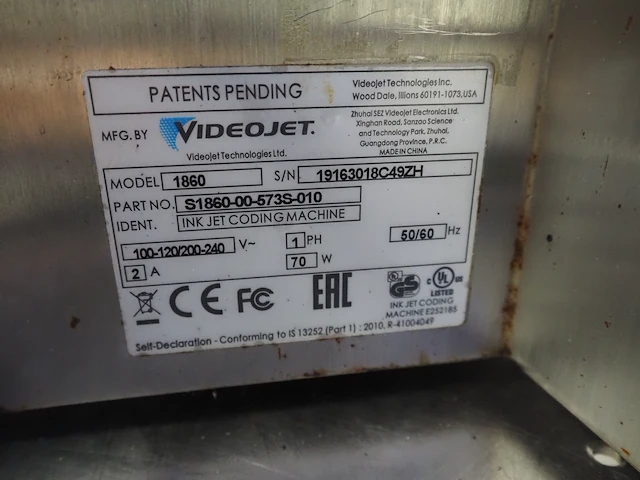 PATENTS PENDING
Videojet Technologies Inc.
Wood Dale, Illions 60191-1073,USA
MFG. BY VIDEOJET.
Videojet Technologies Ltd.
Zhuhai SEZ Videojet Electronics Ltd.
Xinghan Road, Sanzao Science
and Technology Park, Zhuhai,
Guangdong Province, P.R.C.
MADE IN CHINA
MODEL 1860 S/N 19163018C49ZH
PART NO. S1860-00-573S-010
IDENT. INK JET CODING MACHINE
100-120/200-240 V~ 1 PH 50/60 Hz
2 A 70 W
CE FC EAC GS C UL US
LISTED
INK JET CODING
MACHINE E252185
Self-Declaration - Conforming to IS 13252 (Part 1) : 2010, R-41004049